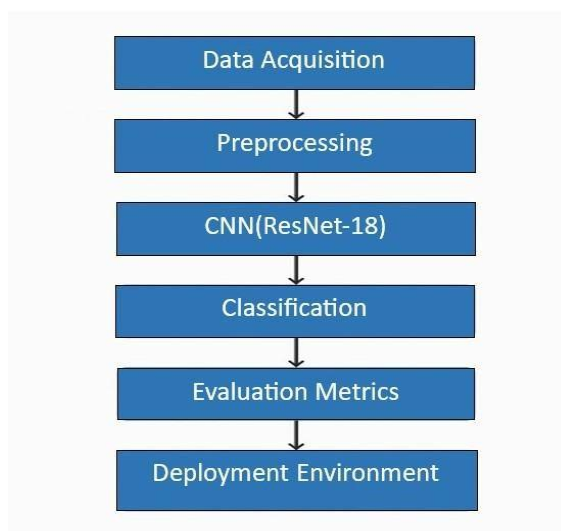 Data Acquisition
Preprocessing
CNN(ResNet-18)
Classification
Evaluation Metrics
Deployment Environment